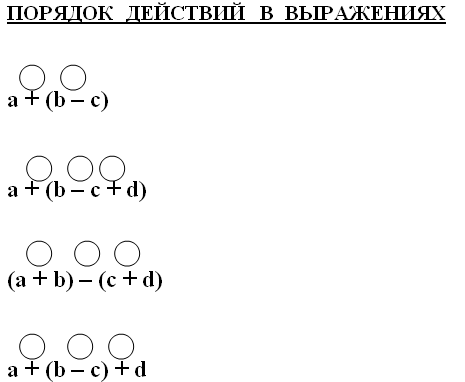 ПОРЯДОК ДЕЙСТВИЙ В ВЫРАЖЕНИЯХ
a + (b – c)
a + (b – c + d)
(a + b) – (c + d)
a + (b – c) + d